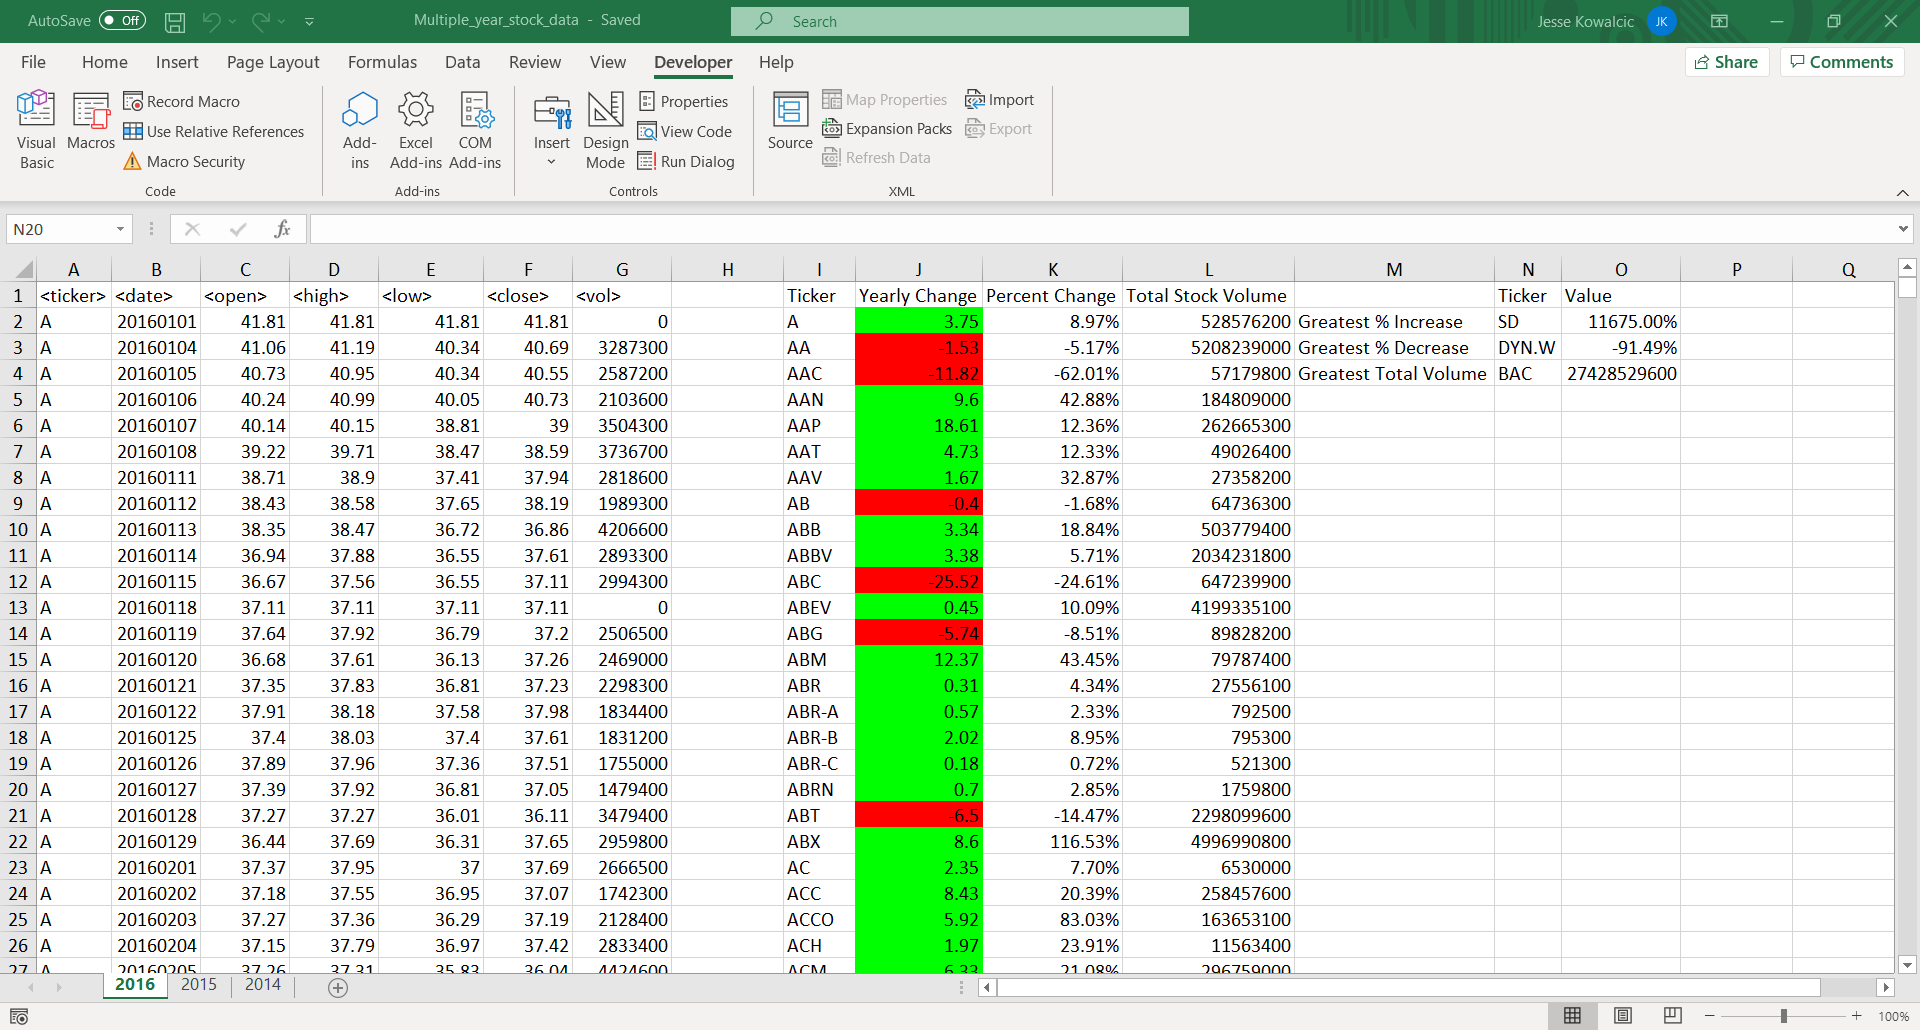 AutoSave Off Multiple_year_stock_data - Saved Search Jesse Kowalcic JK
File Home Insert Page Layout Formulas Data Review View Developer Help Share Comments
Visual Basic
Macros
Record Macro
Use Relative References
Macro Security
Code
Add-ins
Excel Add-ins
COM Add-ins
Add-ins
Insert
Design Mode
Properties
View Code
Run Dialog
Controls
Source
Map Properties
Expansion Packs
Refresh Data
Import
Export
XML
N20 fx
A B C D E F G H I J K L M N O P Q
1 <ticker> <date> <open> <high> <low> <close> <vol> Ticker Yearly Change Percent Change Total Stock Volume Ticker Value
2 A 20160101 41.81 41.81 41.81 41.81 0 A 3.75 8.97% 528576200 Greatest % Increase SD 11675.00%
3 A 20160104 41.06 41.19 40.34 40.69 3287300 AA -1.53 -5.17% 5208239000 Greatest % Decrease DYN.W -91.49%
4 A 20160105 40.73 40.95 40.34 40.55 2587200 AAC -11.82 -62.01% 57179800 Greatest Total Volume BAC 27428529600
5 A 20160106 40.24 40.99 40.05 40.73 2103600 AAN 9.6 42.88% 184809000
6 A 20160107 40.14 40.15 38.81 39 3504300 AAP 18.61 12.36% 262665300
7 A 20160108 39.22 39.71 38.47 38.59 3736700 AAT 4.73 12.33% 49026400
8 A 20160111 38.71 38.9 37.41 37.94 2818600 AAV 1.67 32.87% 27358200
9 A 20160112 38.43 38.58 37.65 38.19 1989300 AB -0.4 -1.68% 64736300
10 A 20160113 38.35 38.47 36.72 36.86 4206600 ABB 3.34 18.84% 503779400
11 A 20160114 36.94 37.88 36.55 37.61 2893300 ABBV 3.38 5.71% 2034231800
12 A 20160115 36.67 37.56 36.55 37.11 2994300 ABC -25.52 -24.61% 647239900
13 A 20160118 37.11 37.11 37.11 37.11 0 ABEV 0.45 10.09% 4199335100
14 A 20160119 37.64 37.92 36.79 37.2 2506500 ABG -5.74 -8.51% 89828200
15 A 20160120 36.68 37.61 36.13 37.26 2469000 ABM 12.37 43.45% 79787400
16 A 20160121 37.35 37.83 36.81 37.23 2298300 ABR 0.31 4.34% 27556100
17 A 20160122 37.91 38.18 37.58 37.98 1834400 ABR-A 0.57 2.33% 792500
18 A 20160125 37.4 38.03 37.4 37.61 1831200 ABR-B 2.02 8.95% 795300
19 A 20160126 37.89 37.96 37.36 37.51 1755000 ABR-C 0.18 0.72% 521300
20 A 20160127 37.39 37.92 36.81 37.05 1479400 ABRN 0.7 2.85% 1759800
21 A 20160128 37.27 37.27 36.01 36.11 3479400 ABT -6.5 -14.47% 2298099600
22 A 20160129 36.44 37.69 36.31 37.65 2959800 ABX 8.6 116.53% 4996990800
23 A 20160201 37.37 37.95 37 37.69 2666500 AC 2.35 7.70% 6530000
24 A 20160202 37.18 37.55 36.95 37.07 1742300 ACC 8.43 20.39% 258457600
25 A 20160203 37.27 37.36 36.29 37.19 2128400 ACCO 5.92 83.03% 163653100
26 A 20160204 37.15 37.79 36.97 37.42 2833400 ACH 1.97 23.91% 11563400
27 A 20160205 37.26 37.31 35.83 36.04 4424600 ACM 6.33 21.08% 296759000
2016 2015 2014
100%